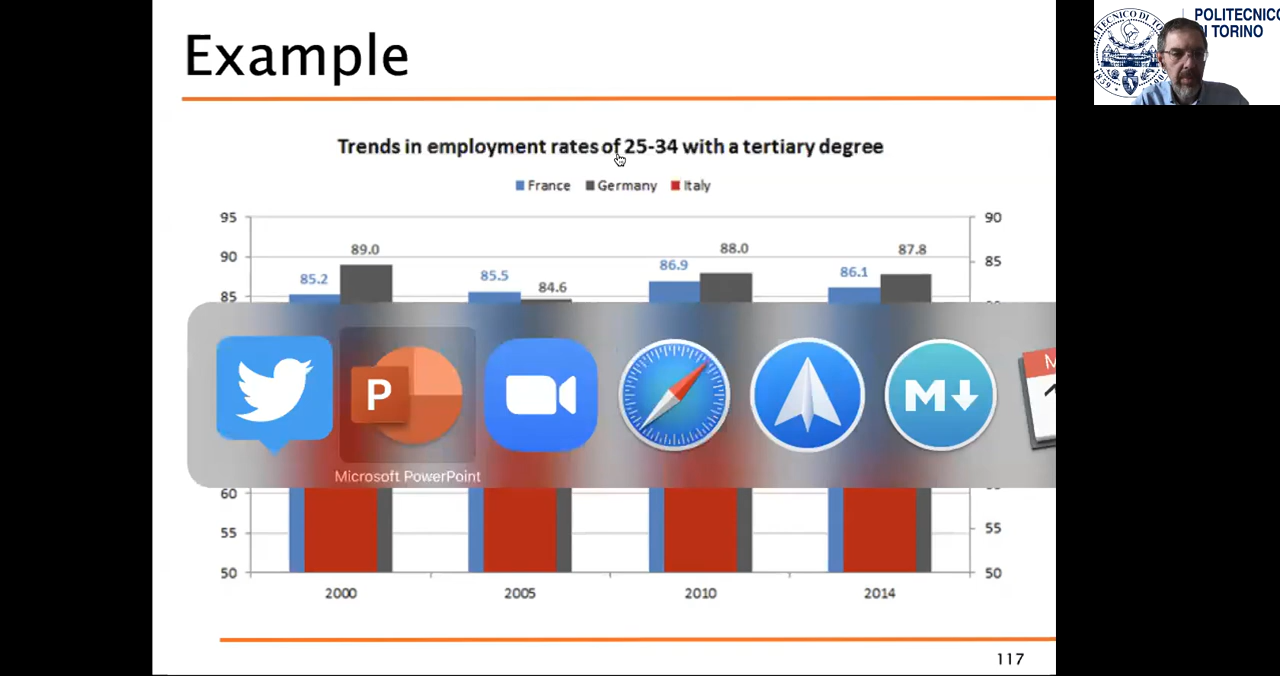 Example
POLITECNICO
DI TORINO
Trends in employment rates of 25-34 with a tertiary degree
France Germany Italy
95 90
89.0 88.0 87.8
90 85
85.2 85.5 86.9 86.1
84.6
85
P M
Microsoft PowerPoint
60
55 55
50 50
2000 2005 2010 2014
117